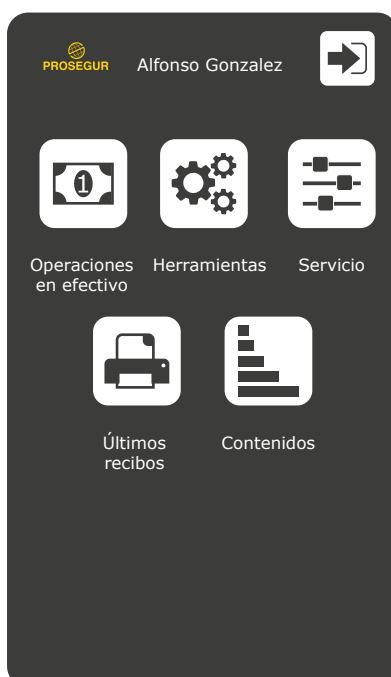 PROSEGUR
Alfonso Gonzalez
1
Operaciones
en efectivo
Herramientas
Servicio
Últimos
recibos
Contenidos